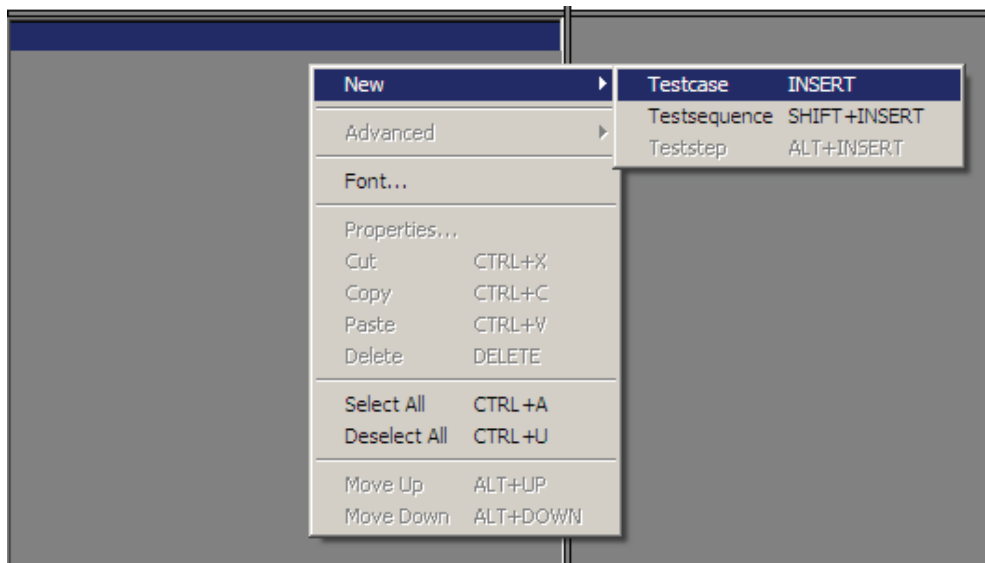 New
Testcase INSERT
Testsequence SHIFT+INSERT
Teststep ALT+INSERT
Advanced
Font...
Properties...
Cut CTRL+X
Copy CTRL+C
Paste CTRL+V
Delete DELETE
Select All CTRL+A
Deselect All CTRL+U
Move Up ALT+UP
Move Down ALT+DOWN